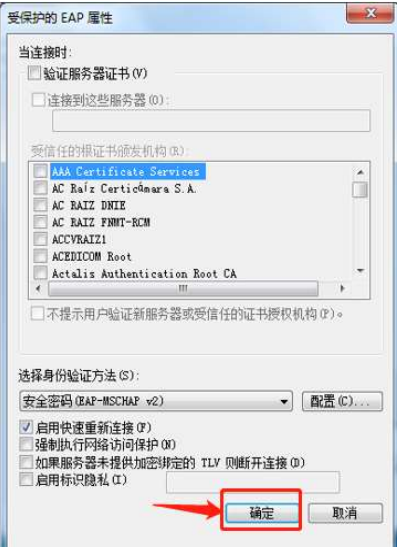 受保护的 EAP 属性
当连接时:
验证服务器证书(V)
连接到这些服务器(O):
受信任的根证书颁发机构(R):
AAA Certificate Services
AC Raíz Certicámara S.A.
AC RAIZ DNIE
AC RAIZ FNMT-RCM
ACCVRAIZ1
ACEDICOM Root
Actalis Authentication Root CA
不提示用户验证新服务器或受信任的证书授权机构(P)。
选择身份验证方法(S):
安全密码(EAP-MSCHAP v2) 配置(C)...
启用快速重新连接(F)
强制执行网络访问保护(N)
如果服务器未提供加密绑定的 TLV 则断开连接(D)
启用标识隐私(I)
确定 取消